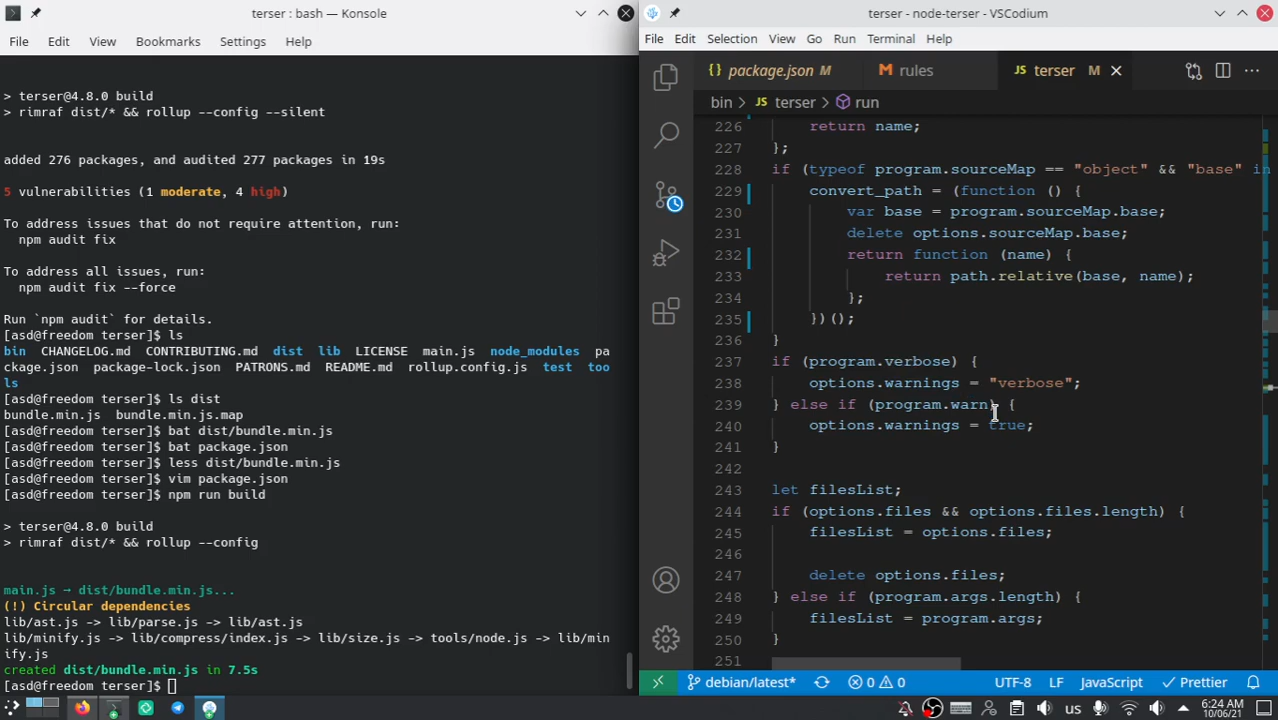 terser : bash — Konsole
File Edit View Bookmarks Settings Help
> terser@4.8.0 build
> rimraf dist/* && rollup --config --silent
added 276 packages, and audited 277 packages in 19s
5 vulnerabilities (1 moderate, 4 high)
To address issues that do not require attention, run:
npm audit fix
To address all issues, run:
npm audit fix --force
Run `npm audit` for details.
[asd@freedom terser]$ ls
bin CHANGELOG.md CONTRIBUTING.md dist lib LICENSE main.js node_modules pa
ckage.json package-lock.json PATRONS.md README.md rollup.config.js test too
ls
[asd@freedom terser]$ ls dist
bundle.min.js bundle.min.js.map
[asd@freedom terser]$ bat dist/bundle.min.js
[asd@freedom terser]$ bat package.json
[asd@freedom terser]$ less dist/bundle.min.js
[asd@freedom terser]$ vim package.json
[asd@freedom terser]$ npm run build
> terser@4.8.0 build
> rimraf dist/* && rollup --config
main.js → dist/bundle.min.js...
(!) Circular dependencies
lib/ast.js -> lib/parse.js -> lib/ast.js
lib/minify.js -> lib/compress/index.js -> lib/size.js -> tools/node.js -> lib/min
ify.js
created dist/bundle.min.js in 7.5s
[asd@freedom terser]$
terser - node-terser - VSCodium
File Edit Selection View Go Run Terminal Help
{ } package.json M rules JS terser M
bin > JS terser > run
226 return name;
227 };
228 if (typeof program.sourceMap == "object" && "base" in
229 convert_path = (function () {
230 var base = program.sourceMap.base;
231 delete options.sourceMap.base;
232 return function (name) {
233 return path.relative(base, name);
234 };
235 })();
236 }
237 if (program.verbose) {
238 options.warnings = "verbose";
239 } else if (program.warn) {
240 options.warnings = true;
241 }
242
243 let filesList;
244 if (options.files && options.files.length) {
245 filesList = options.files;
246
247 delete options.files;
248 } else if (program.args.length) {
249 filesList = program.args;
250 }
251
debian/latest* 0 0 UTF-8 LF JavaScript Prettier
us 6:24 AM
10/06/21